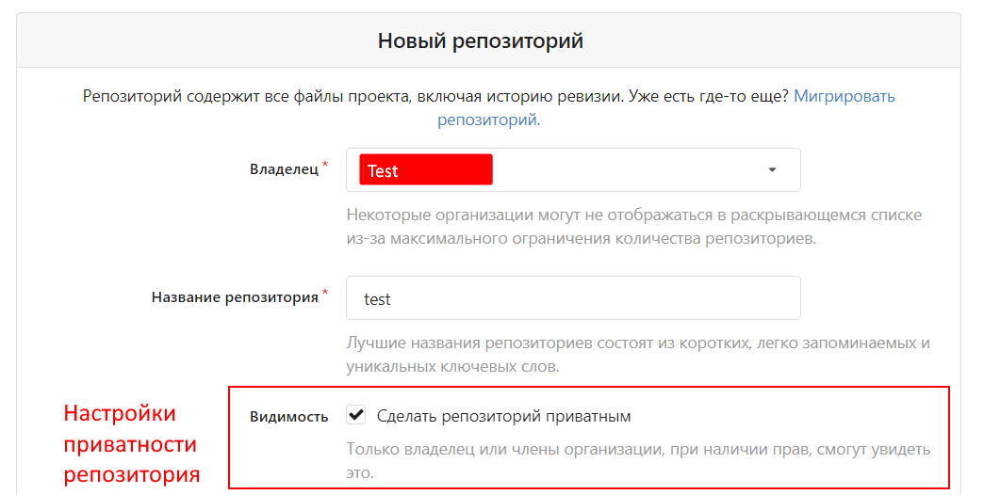 Новый репозиторий
Репозиторий содержит все файлы проекта, включая историю ревизии. Уже есть где-то еще? Мигрировать
репозиторий.
Владелец *
Test
Некоторые организации могут не отображаться в раскрывающемся списке
из-за максимального ограничения количества репозиториев.
Название репозитория *
test
Лучшие названия репозиториев состоят из коротких, легко запоминаемых и
уникальных ключевых слов.
Настройки
приватности
репозитория
Видимость
Сделать репозиторий приватным
Только владелец или члены организации, при наличии прав, смогут увидеть
это.